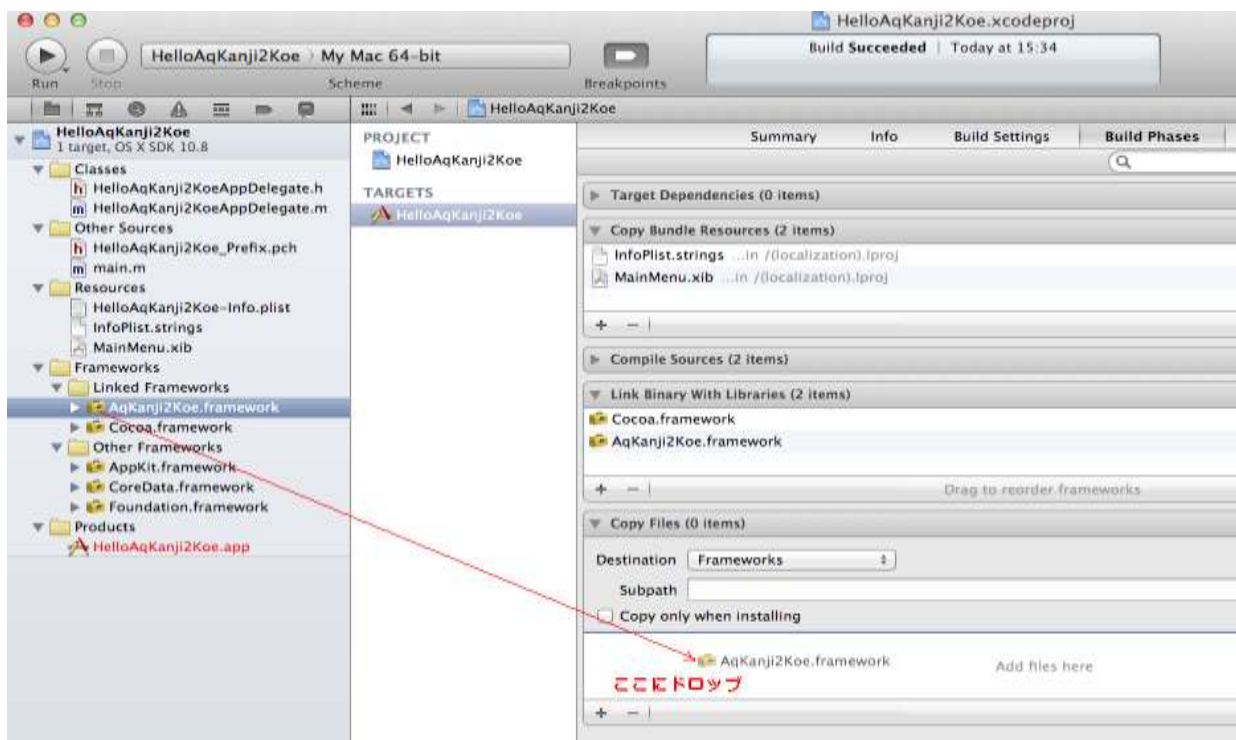 HelloAqKanji2Koe.xcodeproj
HelloAqKanji2Koe My Mac 64-bit
Build Succeeded Today at 15:34
Run Stop Scheme Breakpoints
HelloAqKanji2Koe
HelloAqKanji2Koe
1 target, OS X SDK 10.8
Classes
HelloAqKanji2KoeAppDelegate.h
HelloAqKanji2KoeAppDelegate.m
Other Sources
HelloAqKanji2Koe_Prefix.pch
main.m
Resources
HelloAqKanji2Koe-Info.plist
InfoPlist.strings
MainMenu.xib
Frameworks
Linked Frameworks
AqKanji2Koe.framework
Cocoa.framework
Other Frameworks
AppKit.framework
CoreData.framework
Foundation.framework
Products
HelloAqKanji2Koe.app
PROJECT
HelloAqKanji2Koe
TARGETS
HelloAqKanji2Koe
Summary Info Build Settings Build Phases
Target Dependencies (0 items)
Copy Bundle Resources (2 items)
InfoPlist.strings ...in /(localization).lproj
MainMenu.xib ...in /(localization).lproj
Compile Sources (2 items)
Link Binary With Libraries (2 items)
Cocoa.framework
AqKanji2Koe.framework
Drag to reorder frameworks
Copy Files (0 items)
Destination Frameworks
Subpath
Copy only when installing
AqKanji2Koe.framework Add files here
ここにドロップ